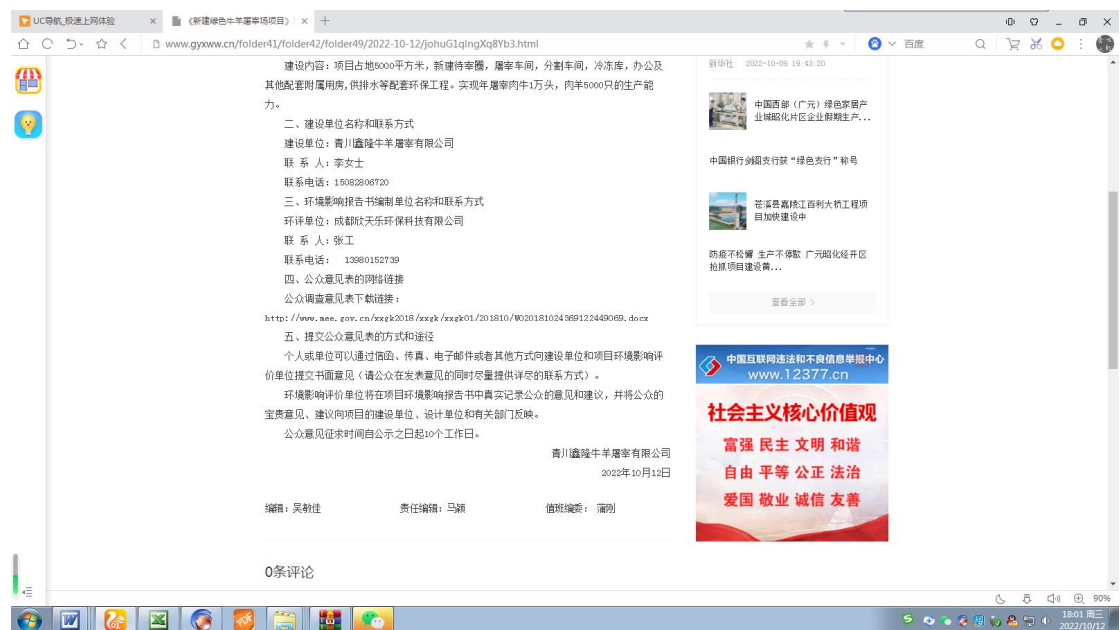 UC导航_极速上网体验
《新建绿色牛羊屠宰场项目》
www.gyxww.cn/folder41/folder42/folder49/2022-10-12/johuG1qIngXq8Yb3.html
百度
建设内容：项目占地5000平方米，新建待宰圈，屠宰车间，分割车间，冷冻库，办公及
其他配套附属用房,供排水等配套环保工程。实现年屠宰肉牛1万头，肉羊5000只的生产能
力。
二、建设单位名称和联系方式
建设单位：青川鑫隆牛羊屠宰有限公司
联 系 人：李女士
联系电话：15082806720
三、环境影响报告书编制单位名称和联系方式
环评单位：成都欣天乐环保科技有限公司
联 系 人：张工
联系电话： 13980152739
四、公众意见表的网络链接
公众调查意见表下载链接：
http://www.mee.gov.cn/xxgk2018/xxgk/xxgk01/201810/W020181024369122449069.docx
五、提交公众意见表的方式和途径
个人或单位可以通过信函、传真、电子邮件或者其他方式向建设单位和项目环境影响评
价单位提交书面意见（请公众在发表意见的同时尽量提供详尽的联系方式）。
环境影响评价单位将在项目环境影响报告书中真实记录公众的意见和建议，并将公众的
宝贵意见、建议向项目的建设单位、设计单位和有关部门反映。
公众意见征求时间自公示之日起10个工作日。
青川鑫隆牛羊屠宰有限公司
2022年10月12日
编辑：吴敏佳 责任编辑：马颖 值班编委： 蒲刚
0条评论
新华社 2022-10-09 19:43:20
中国西部（广元）绿色家居产
业城昭化片区企业假期生产...
中国银行剑阁支行获“绿色支行”称号
苍溪县嘉陵江百利大桥工程项
目加快建设中
防疫不松懈 生产不停歇 广元昭化经开区
抢抓项目建设黄...
查看全部 >
中国互联网违法和不良信息举报中心
www.12377.cn
社会主义核心价值观
富强 民主 文明 和谐
自由 平等 公正 法治
爱国 敬业 诚信 友善
90%
18:01 周三
2022/10/12